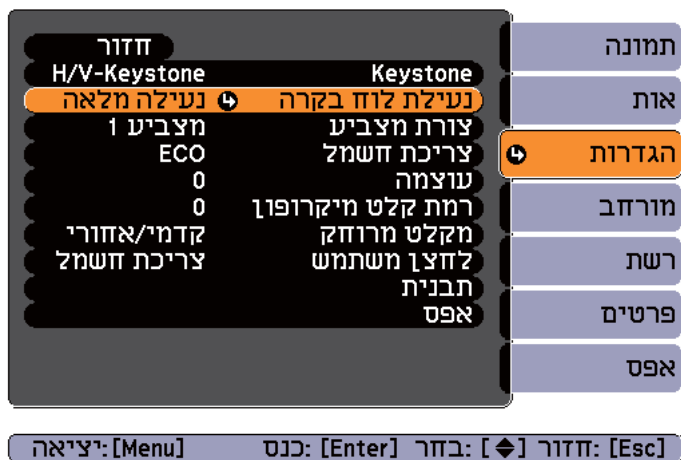 חזור
Keystone H/V-Keystone
נעילת לוח בקרה נעילה מלאה
צורת מצביע מצביע 1
צריכת חשמל ECO
עוצמה 0
רמת קלט מיקרופון 0
מקלט מרוחק קדמי/אחורי
לחצן משתמש צריכת חשמל
תבנית
אפס
תמונה
אות
הגדרות
מורחב
רשת
פרטים
אפס
[Esc] :חזור [◆] :בחר [Enter] :כנס [Menu] :יציאה